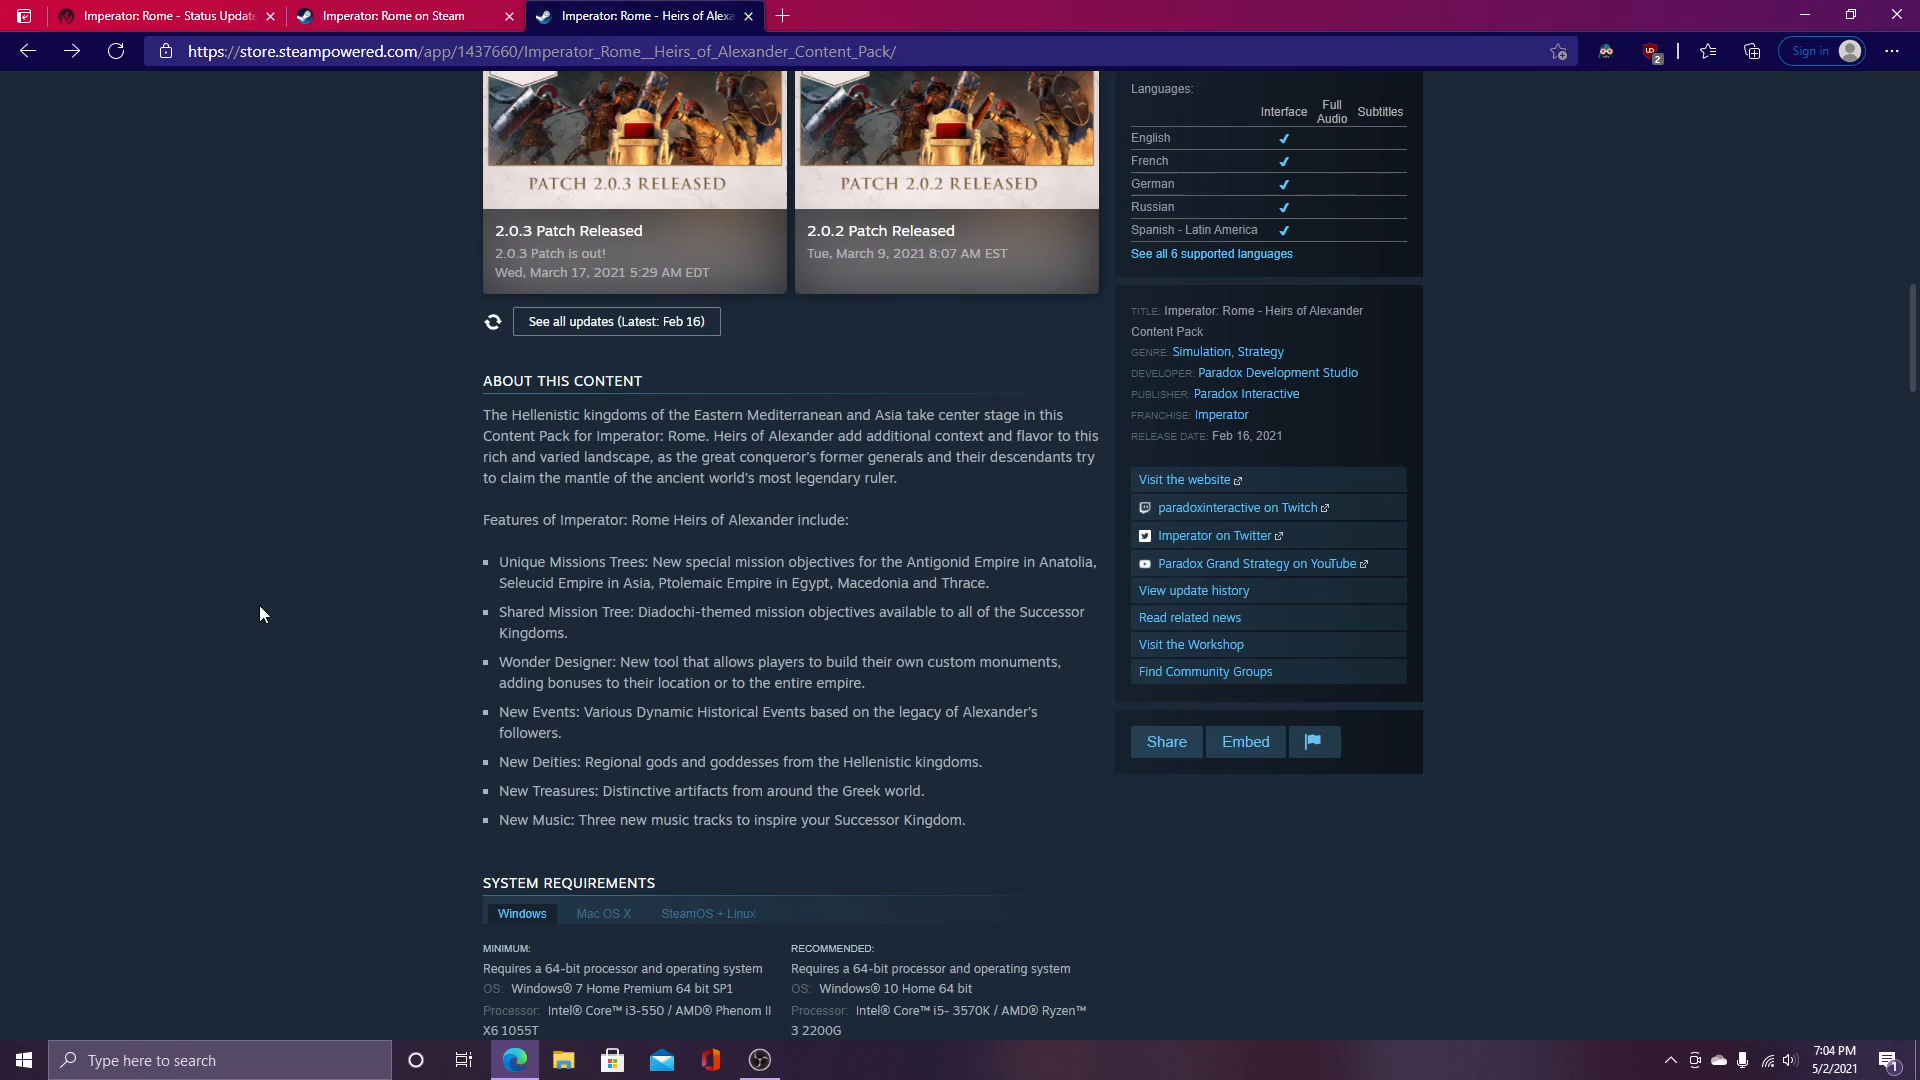 Imperator: Rome - Status Update
Imperator: Rome on Steam
Imperator: Rome - Heirs of Alexa
https://store.steampowered.com/app/1437660/Imperator_Rome__Heirs_of_Alexander_Content_Pack/
2
Sign in
PATCH 2.0.3 RELEASED
PATCH 2.0.2 RELEASED
2.0.3 Patch Released
2.0.3 Patch is out!
Wed, March 17, 2021 5:29 AM EDT
2.0.2 Patch Released
Tue, March 9, 2021 8:07 AM EST
See all updates (Latest: Feb 16)
ABOUT THIS CONTENT
The Hellenistic kingdoms of the Eastern Mediterranean and Asia take center stage in this
Content Pack for Imperator: Rome. Heirs of Alexander add additional context and flavor to this
rich and varied landscape, as the great conqueror's former generals and their descendants try
to claim the mantle of the ancient world's most legendary ruler.
Features of Imperator: Rome Heirs of Alexander include:
Unique Missions Trees: New special mission objectives for the Antigonid Empire in Anatolia,
Seleucid Empire in Asia, Ptolemaic Empire in Egypt, Macedonia and Thrace.
Shared Mission Tree: Diadochi-themed mission objectives available to all of the Successor
Kingdoms.
Wonder Designer: New tool that allows players to build their own custom monuments,
adding bonuses to their location or to the entire empire.
New Events: Various Dynamic Historical Events based on the legacy of Alexander's
followers.
New Deities: Regional gods and goddesses from the Hellenistic kingdoms.
New Treasures: Distinctive artifacts from around the Greek world.
New Music: Three new music tracks to inspire your Successor Kingdom.
SYSTEM REQUIREMENTS
Windows
Mac OS X
SteamOS + Linux
MINIMUM:
Requires a 64-bit processor and operating system
OS: Windows® 7 Home Premium 64 bit SP1
Processor: Intel® Core™ i3-550 / AMD® Phenom II
X6 1055T
RECOMMENDED:
Requires a 64-bit processor and operating system
OS: Windows® 10 Home 64 bit
Processor: Intel® Core™ i5- 3570K / AMD® Ryzen™
3 2200G
Languages:
Interface Full Audio Subtitles
English ✔
French ✔
German ✔
Russian ✔
Spanish - Latin America ✔
See all 6 supported languages
TITLE: Imperator: Rome - Heirs of Alexander
Content Pack
GENRE: Simulation, Strategy
DEVELOPER: Paradox Development Studio
PUBLISHER: Paradox Interactive
FRANCHISE: Imperator
RELEASE DATE: Feb 16, 2021
Visit the website
paradoxinteractive on Twitch
Imperator on Twitter
Paradox Grand Strategy on YouTube
View update history
Read related news
Visit the Workshop
Find Community Groups
Share
Embed
Type here to search
7:04 PM
5/2/2021
1